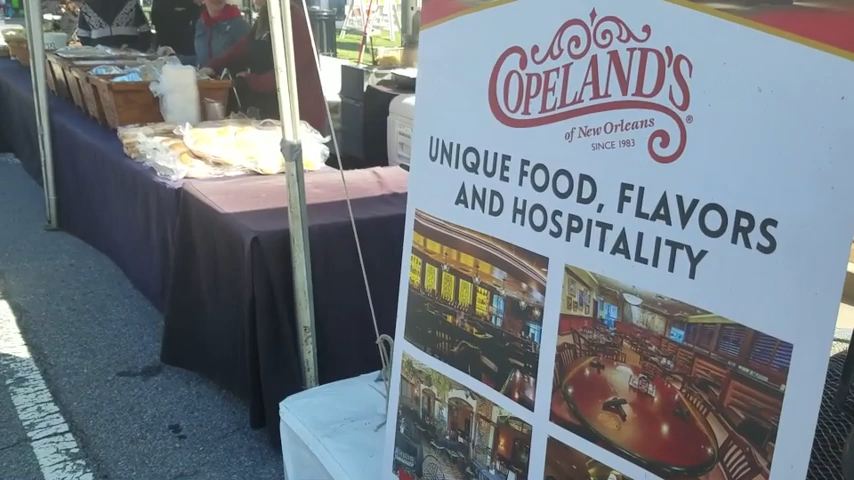 COPELAND'S®
of New Orleans
SINCE 1983
UNIQUE FOOD, FLAVORS
AND HOSPITALITY